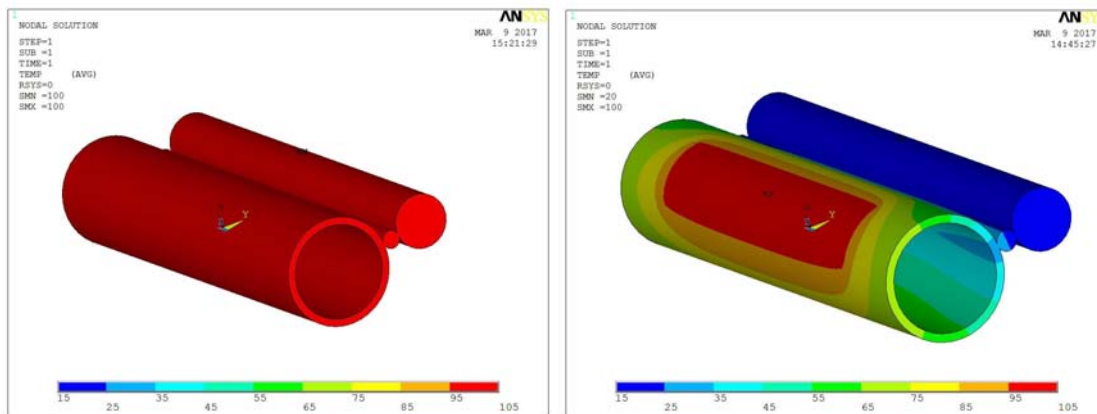 1
ANSYS
NODAL SOLUTION
MAR 9 2017
15:21:29
STEP=1
SUB =1
TIME=1
TEMP (AVG)
RSYS=0
SMN =100
SMX =100
Y
15 25 35 45 55 65 75 85 95 105
1
ANSYS
NODAL SOLUTION
MAR 9 2017
14:45:27
STEP=1
SUB =1
TIME=1
TEMP (AVG)
RSYS=0
SMN =20
SMX =100
Y
15 25 35 45 55 65 75 85 95 105